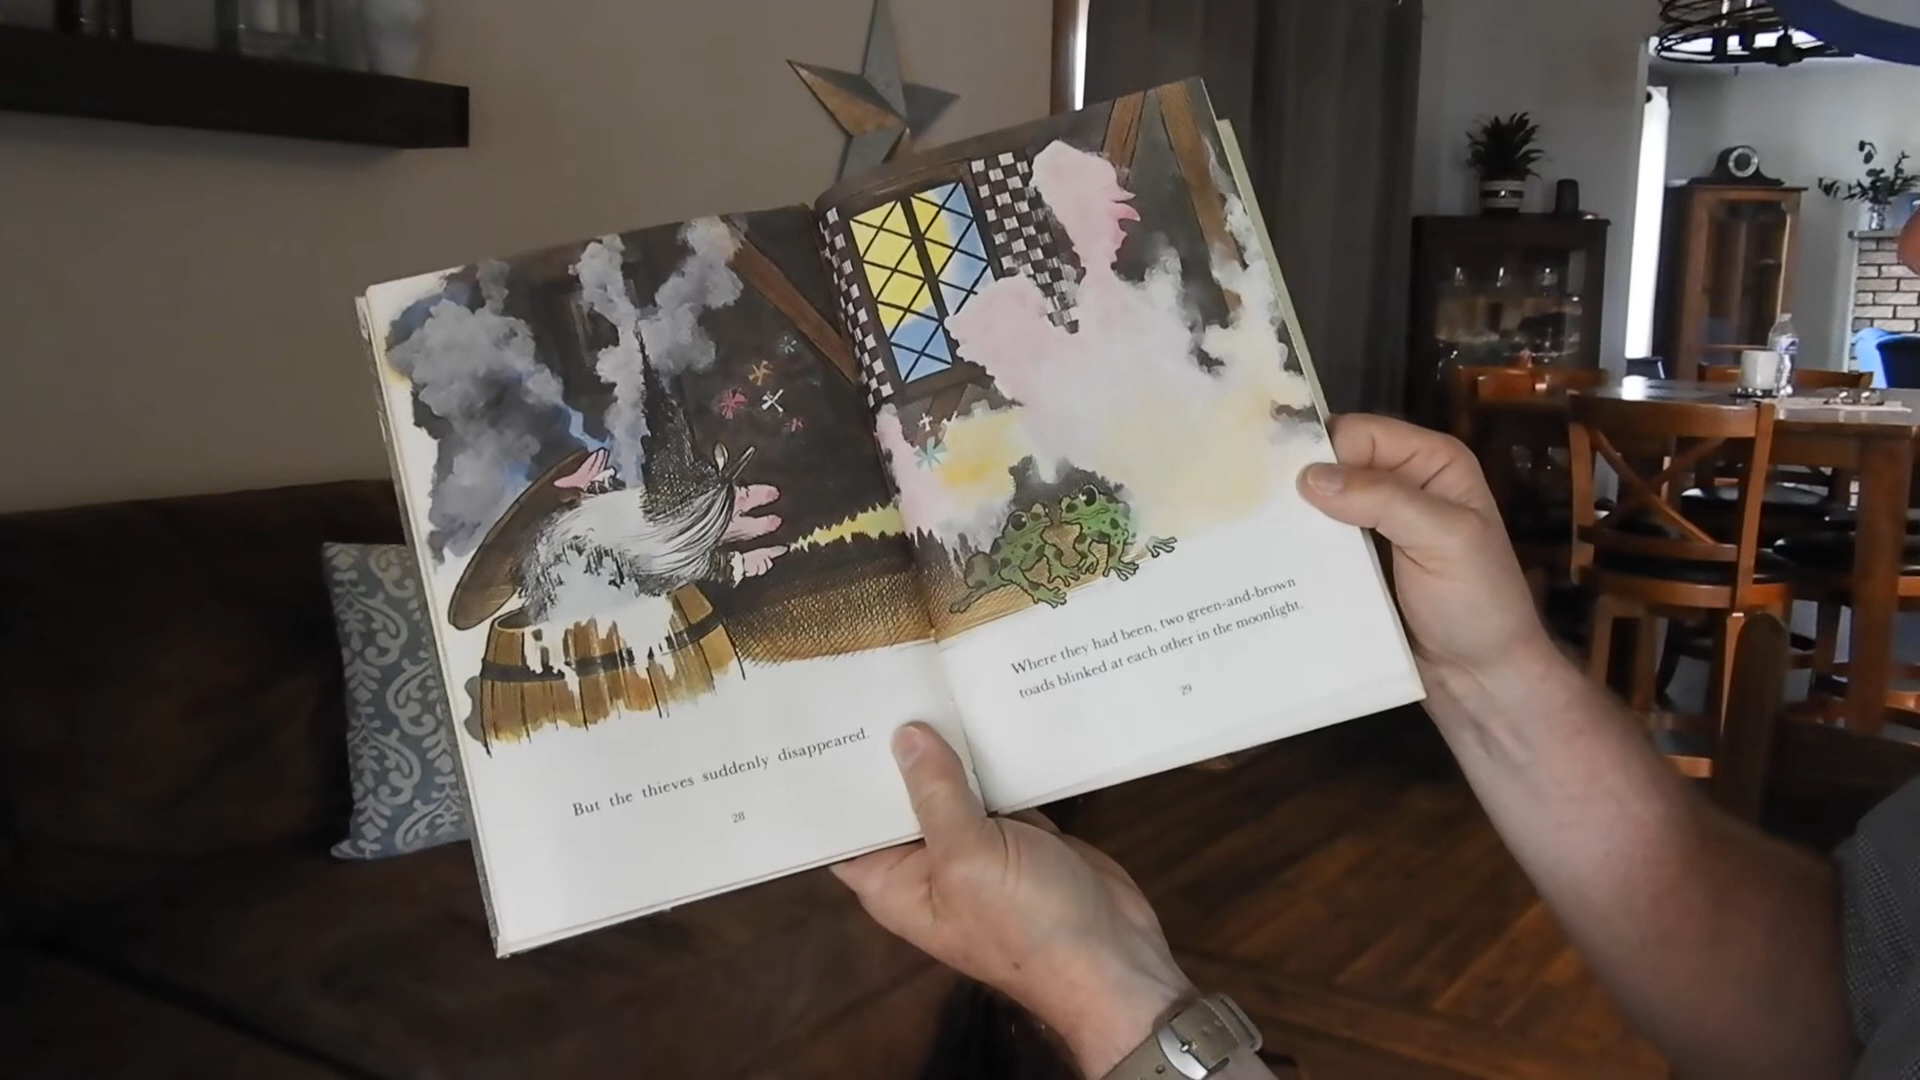 But the thieves suddenly disappeared.
28
Where they had been, two green-and-brown
toads blinked at each other in the moonlight.
29